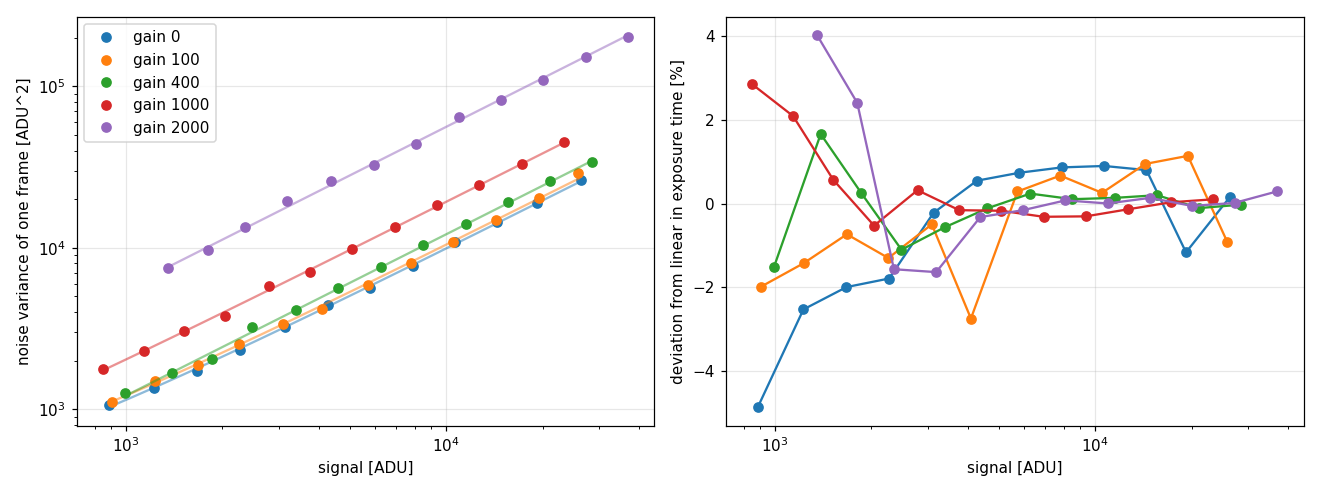 noise variance of one frame [ADU^2]
10^5
10^4
10^3
gain 0
gain 100
gain 400
gain 1000
gain 2000
10^3
10^4
signal [ADU]
deviation from linear in exposure time [%]
4
2
0
−2
−4
10^3
10^4
signal [ADU]